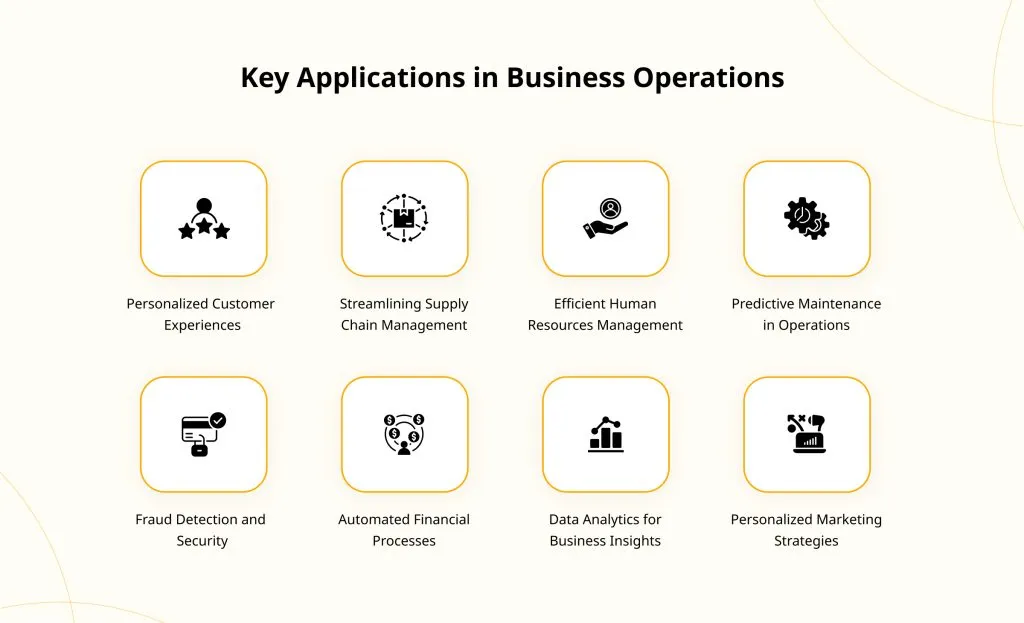 Key Applications in Business Operations
Personalized Customer
Experiences
Streamlining Supply
Chain Management
Efficient Human
Resources Management
Predictive Maintenance
in Operations
Fraud Detection and
Security
Automated Financial
Processes
Data Analytics for
Business Insights
Personalized Marketing
Strategies